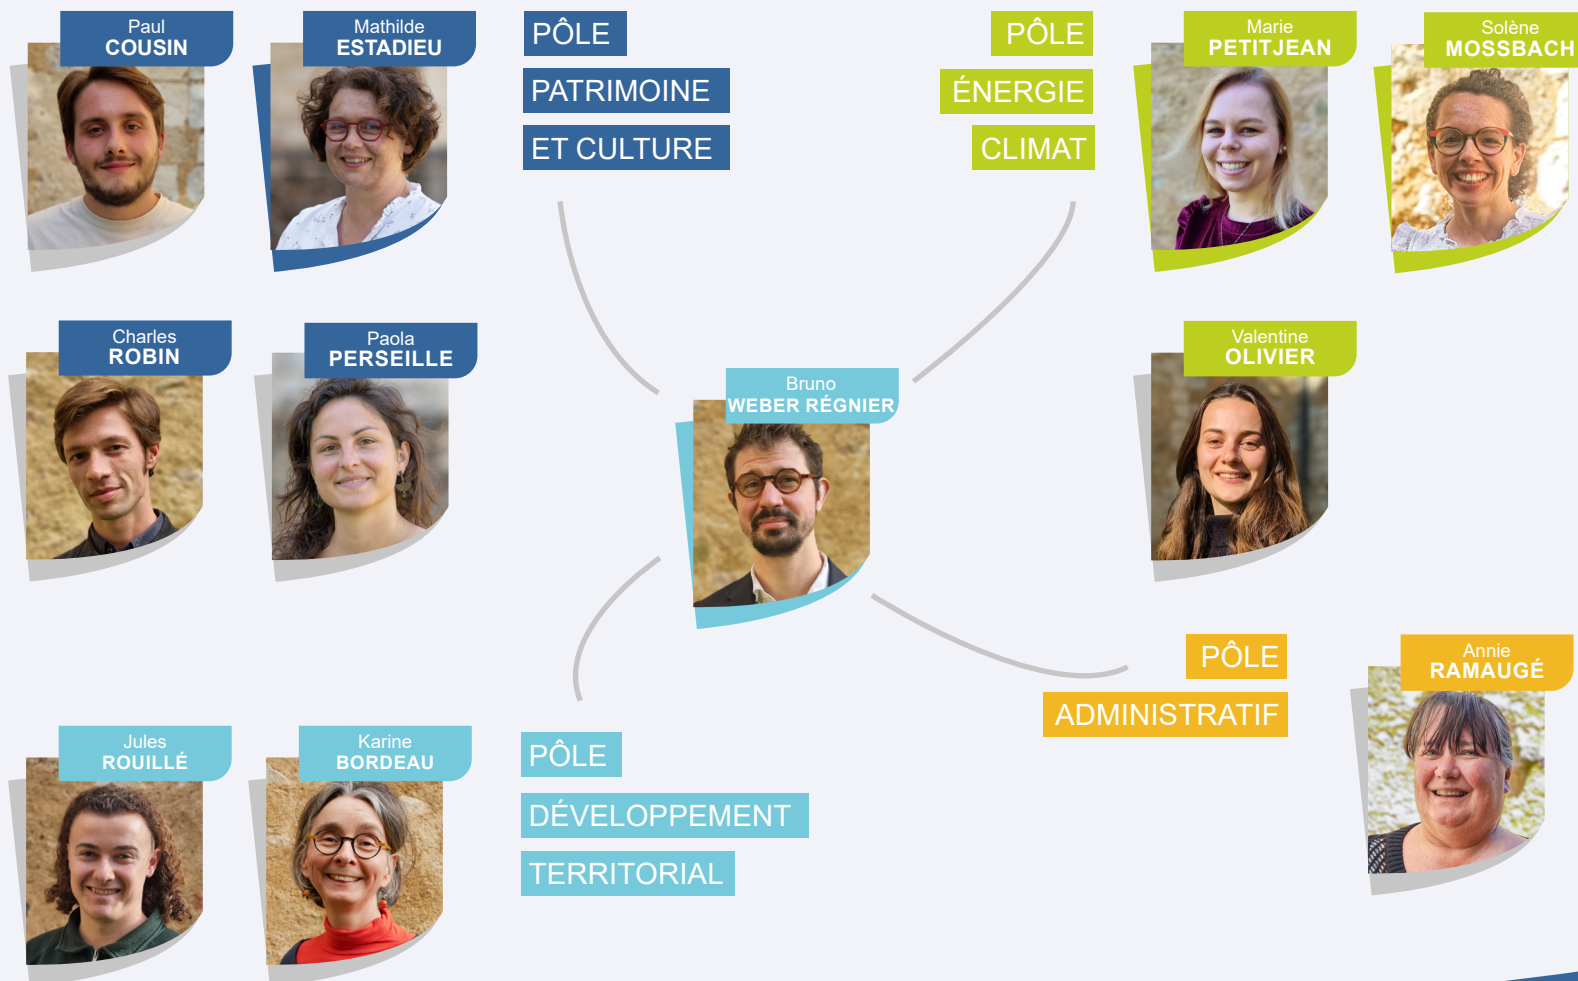 Paul
COUSIN
Mathilde
ESTADIEU
PÔLE
PATRIMOINE
ET CULTURE
PÔLE
ÉNERGIE
CLIMAT
Marie
PETITJEAN
Solène
MOSSBACH
Charles
ROBIN
Paola
PERSEILLE
Bruno
WEBER RÉGNIER
Valentine
OLIVIER
PÔLE
ADMINISTRATIF
Annie
RAMAUGÉ
Jules
ROUILLÉ
Karine
BORDEAU
PÔLE
DÉVELOPPEMENT
TERRITORIAL